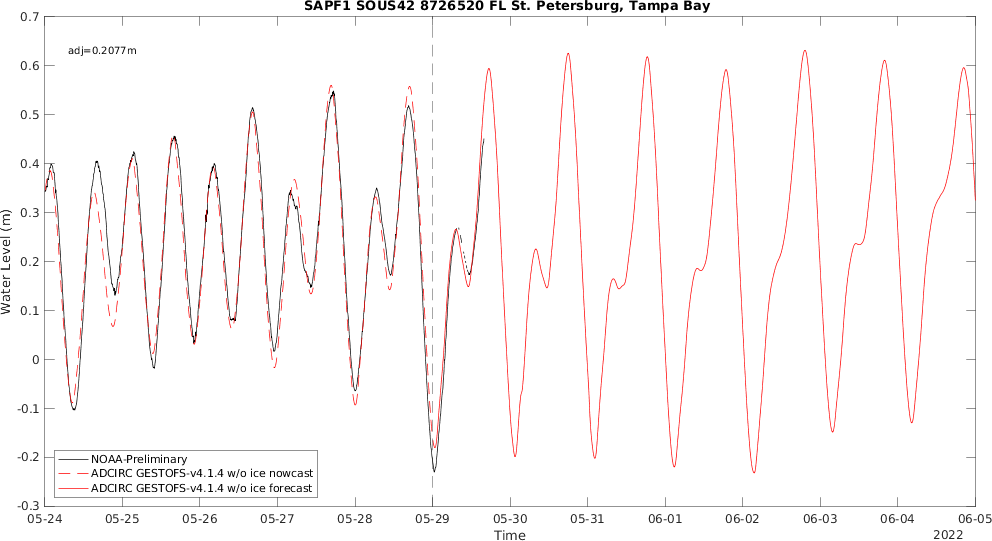 SAPF1 SOUS42 8726520 FL St. Petersburg, Tampa Bay
adj=0.2077m
0.7
0.6
0.5
0.4
0.3
0.2
0.1
0
-0.1
-0.2
-0.3
Water Level (m)
NOAA-Preliminary
ADCIRC GESTOFS-v4.1.4 w/o ice nowcast
ADCIRC GESTOFS-v4.1.4 w/o ice forecast
05-24 05-25 05-26 05-27 05-28 05-29 05-30 05-31 06-01 06-02 06-03 06-04 06-05
Time
2022